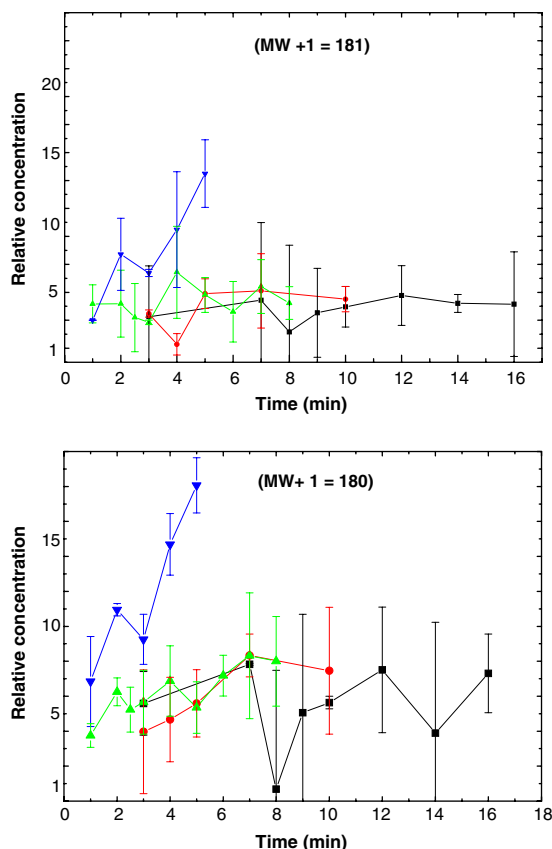 (MW +1 = 181)
Relative concentration
20
15
10
5
1
0 2 4 6 8 10 12 14 16
Time (min)
(MW+ 1 = 180)
Relative concentration
15
10
5
1
0 2 4 6 8 10 12 14 16 18
Time (min)